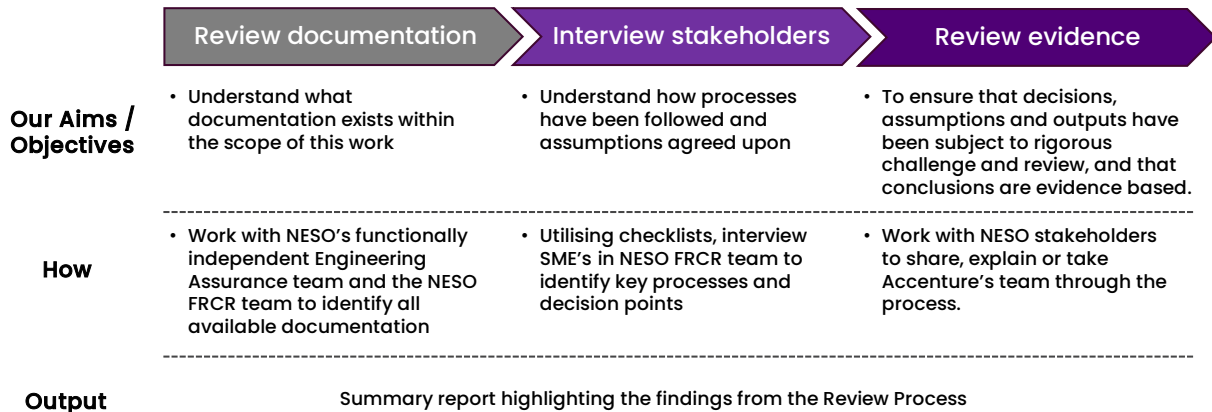 Review documentation
Interview stakeholders
Review evidence
Our Aims /
Objectives
• Understand what
documentation exists within
the scope of this work
• Understand how processes
have been followed and
assumptions agreed upon
• To ensure that decisions,
assumptions and outputs have
been subject to rigorous
challenge and review, and that
conclusions are evidence based.
How
• Work with NESO’s functionally
independent Engineering
Assurance team and the NESO
FRCR team to identify all
available documentation
• Utilising checklists, interview
SME’s in NESO FRCR team to
identify key processes and
decision points
• Work with NESO stakeholders
to share, explain or take
Accenture’s team through the
process.
Output
Summary report highlighting the findings from the Review Process